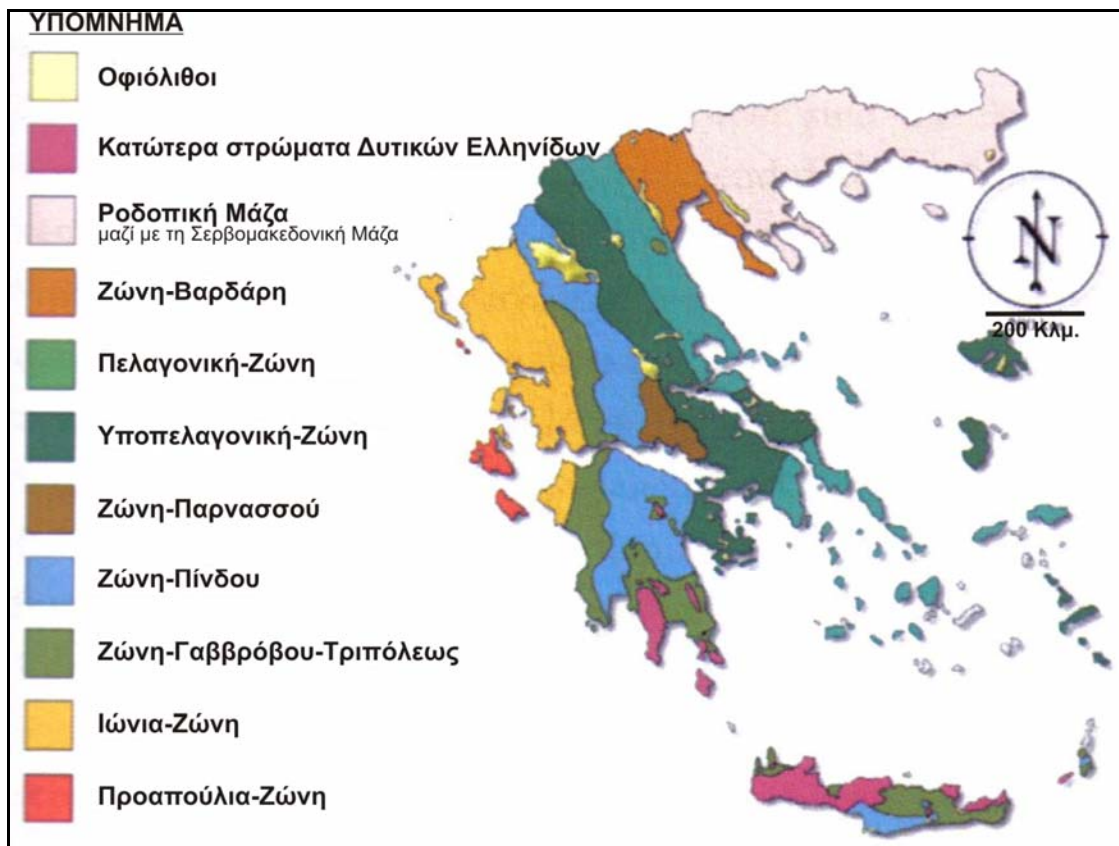 ΥΠΟΜΝΗΜΑ
Οφιόλιθοι
Κατώτερα στρώματα Δυτικών Ελληνίδων
Ροδοπική Μάζα
μαζί με τη Σερβομακεδονική Μάζα
Ζώνη-Βαρδάρη
Πελαγονική-Ζώνη
Υποπελαγονική-Ζώνη
Ζώνη-Παρνασσού
Ζώνη-Πίνδου
Ζώνη-Γαββρόβου-Τριπόλεως
Ιώνια-Ζώνη
Προαπούλια-Ζώνη
N
200 Κλμ.